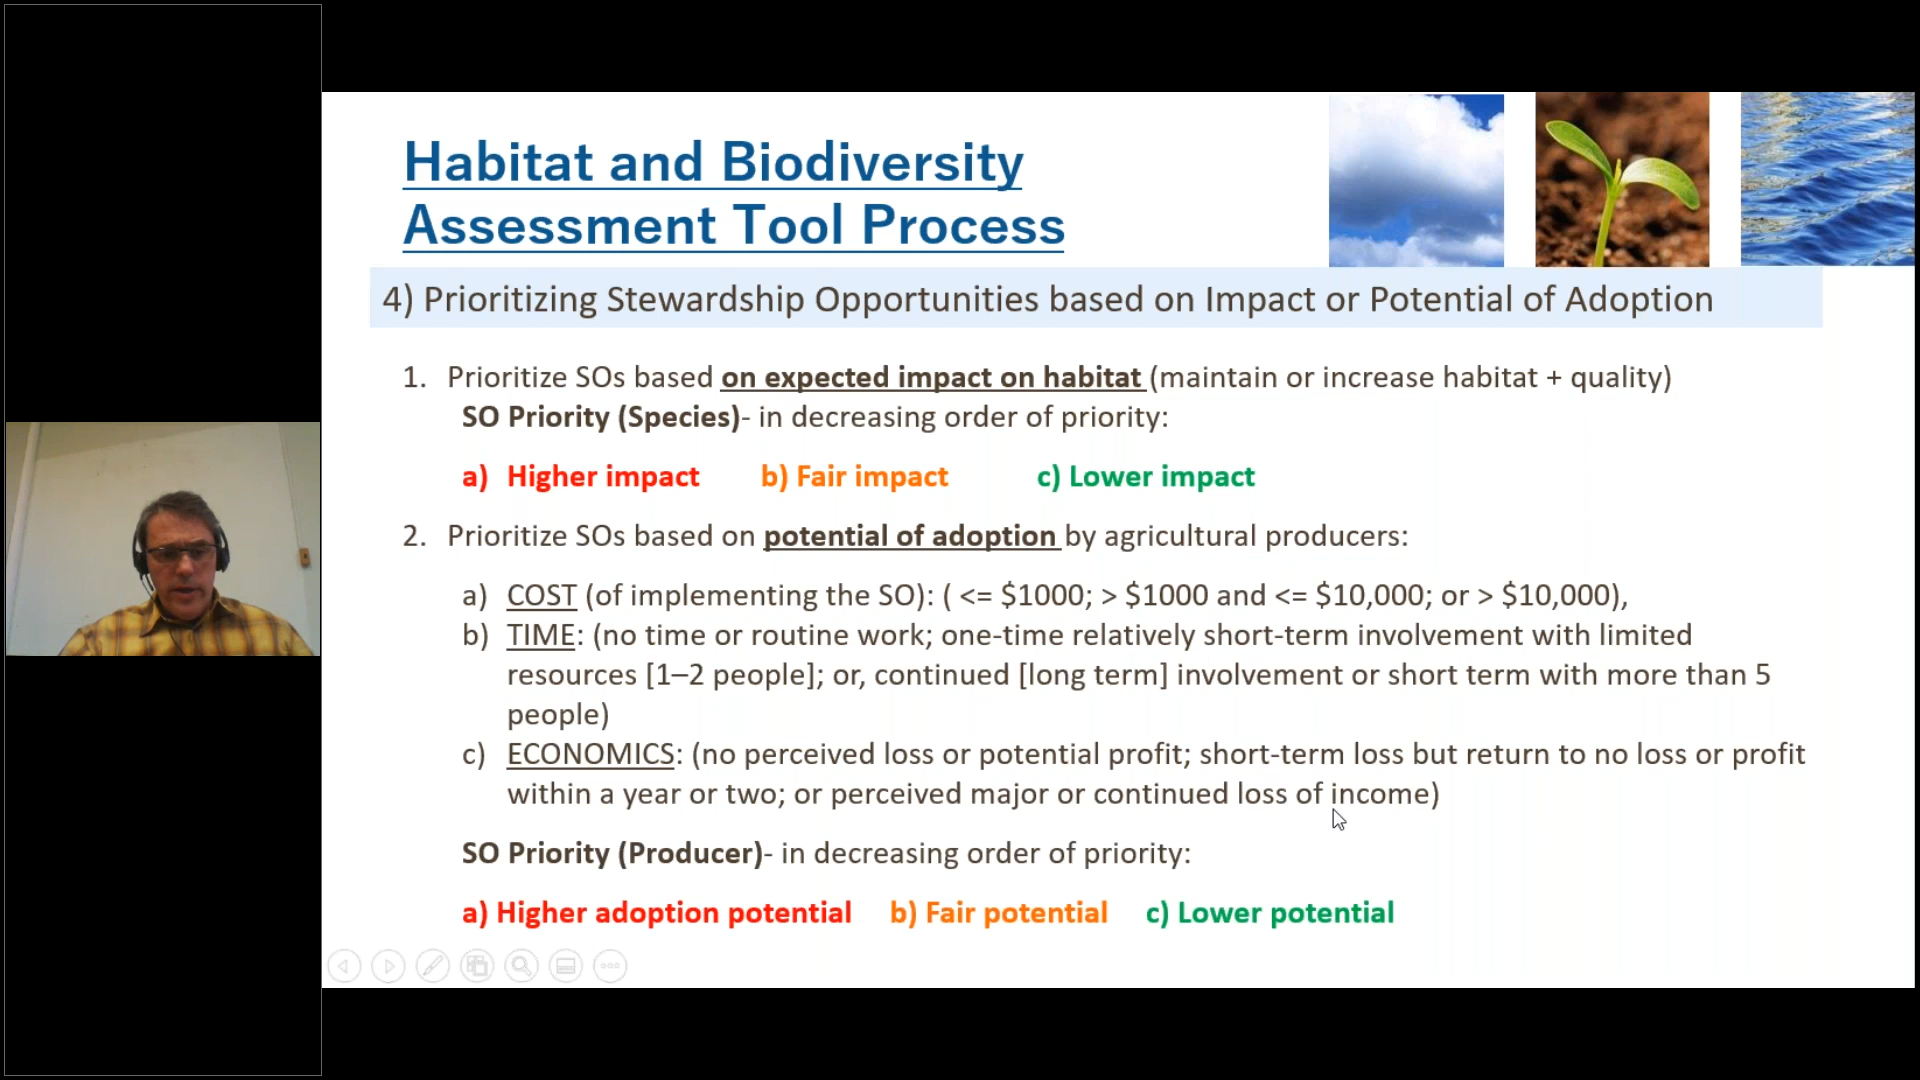 Habitat and Biodiversity
Assessment Tool Process
4) Prioritizing Stewardship Opportunities based on Impact or Potential of Adoption
1. Prioritize SOs based on expected impact on habitat (maintain or increase habitat + quality)
SO Priority (Species)- in decreasing order of priority:
a) Higher impact b) Fair impact c) Lower impact
2. Prioritize SOs based on potential of adoption by agricultural producers:
a) COST (of implementing the SO): ( <= $1000; > $1000 and <= $10,000; or > $10,000),
b) TIME: (no time or routine work; one-time relatively short-term involvement with limited
resources [1–2 people]; or, continued [long term] involvement or short term with more than 5
people)
c) ECONOMICS: (no perceived loss or potential profit; short-term loss but return to no loss or profit
within a year or two; or perceived major or continued loss of income)
SO Priority (Producer)- in decreasing order of priority:
a) Higher adoption potential b) Fair potential c) Lower potential